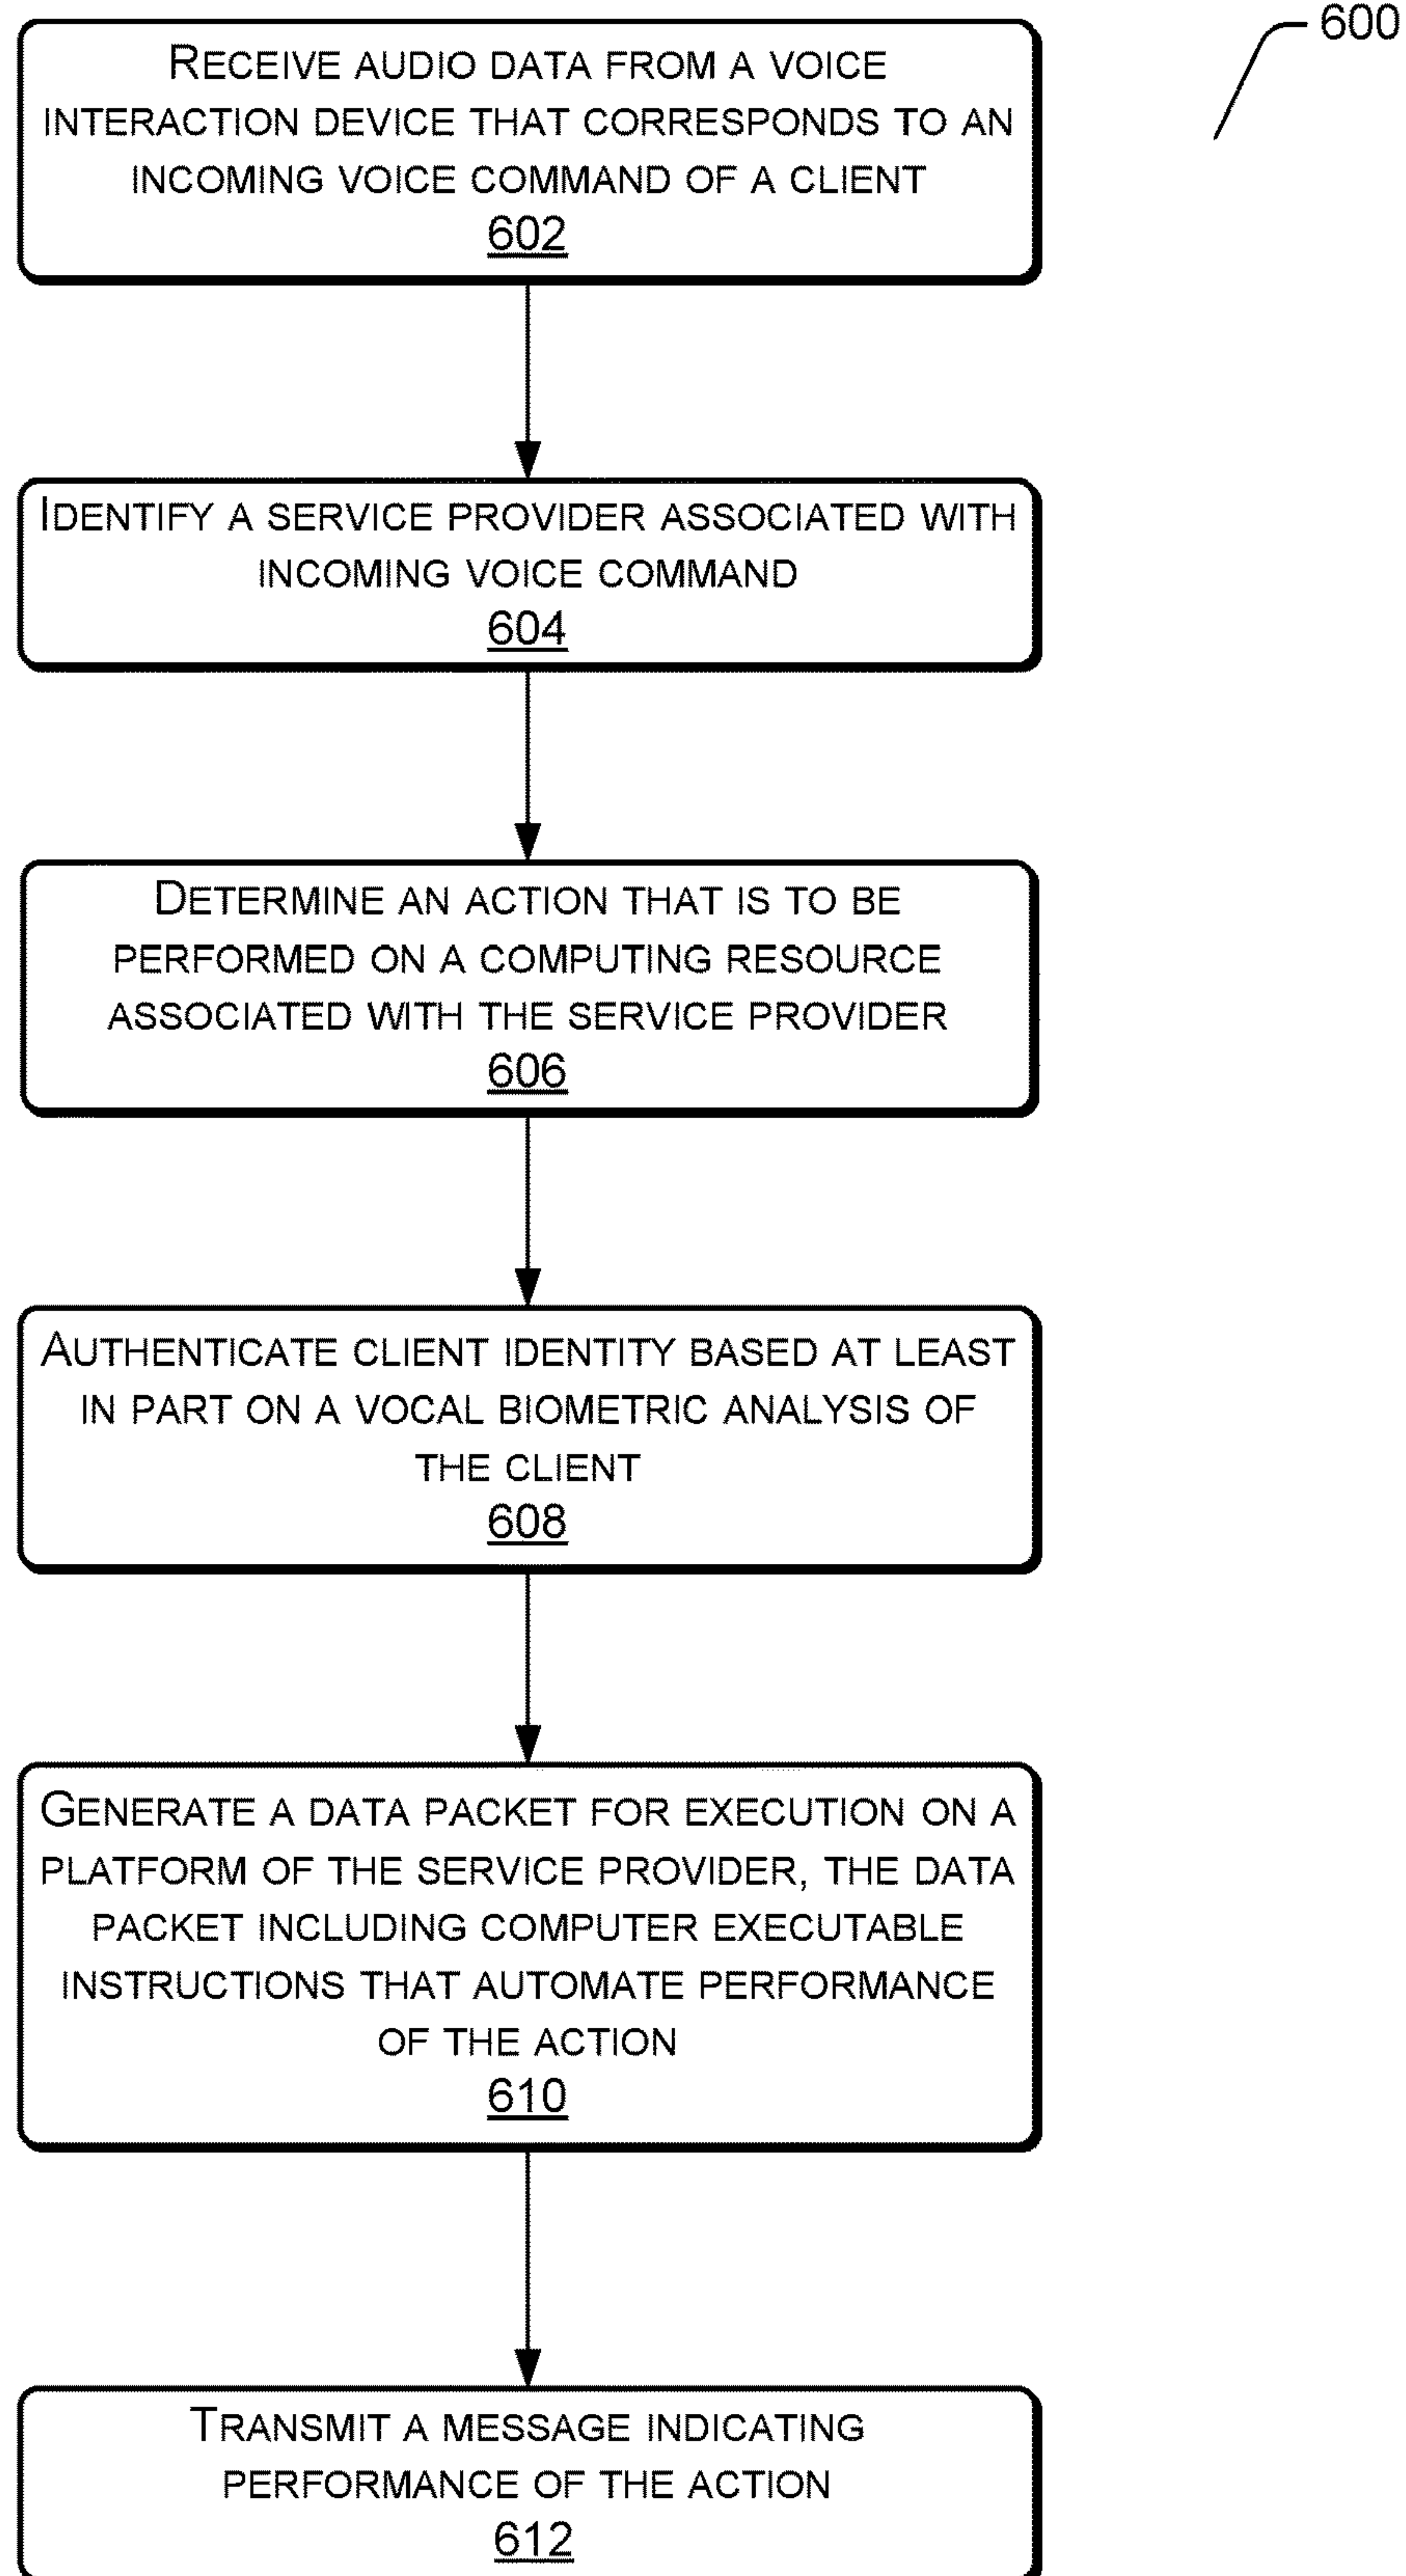 600
RECEIVE AUDIO DATA FROM A VOICE
INTERACTION DEVICE THAT CORRESPONDS TO AN
INCOMING VOICE COMMAND OF A CLIENT
602
IDENTIFY A SERVICE PROVIDER ASSOCIATED WITH
INCOMING VOICE COMMAND
604
DETERMINE AN ACTION THAT IS TO BE
PERFORMED ON A COMPUTING RESOURCE
ASSOCIATED WITH THE SERVICE PROVIDER
606
AUTHENTICATE CLIENT IDENTITY BASED AT LEAST
IN PART ON A VOCAL BIOMETRIC ANALYSIS OF
THE CLIENT
608
GENERATE A DATA PACKET FOR EXECUTION ON A
PLATFORM OF THE SERVICE PROVIDER, THE DATA
PACKET INCLUDING COMPUTER EXECUTABLE
INSTRUCTIONS THAT AUTOMATE PERFORMANCE
OF THE ACTION
610
TRANSMIT A MESSAGE INDICATING
PERFORMANCE OF THE ACTION
612